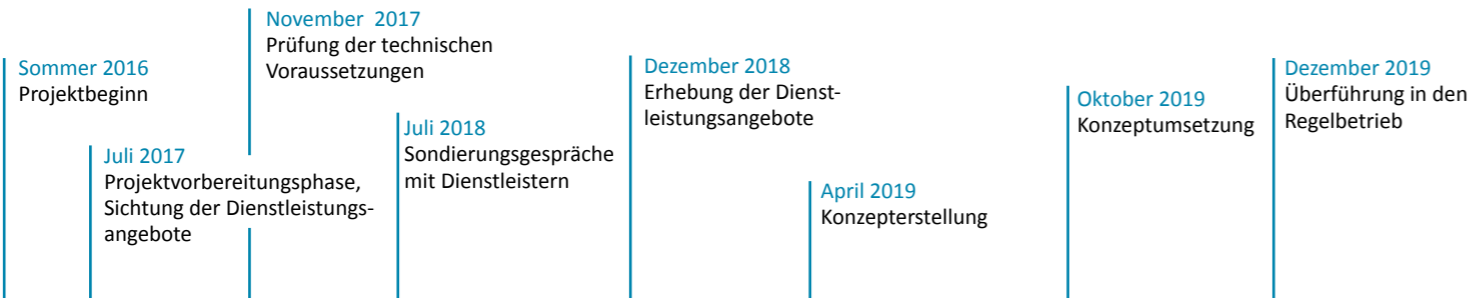 Sommer 2016
Projektbeginn
Juli 2017
Projektvorbereitungsphase,
Sichtung der Dienstleistungs-
angebote
November 2017
Prüfung der technischen
Voraussetzungen
Juli 2018
Sondierungsgespräche
mit Dienstleistern
Dezember 2018
Erhebung der Dienst-
leistungsangebote
April 2019
Konzepterstellung
Oktober 2019
Konzeptumsetzung
Dezember 2019
Überführung in den
Regelbetrieb